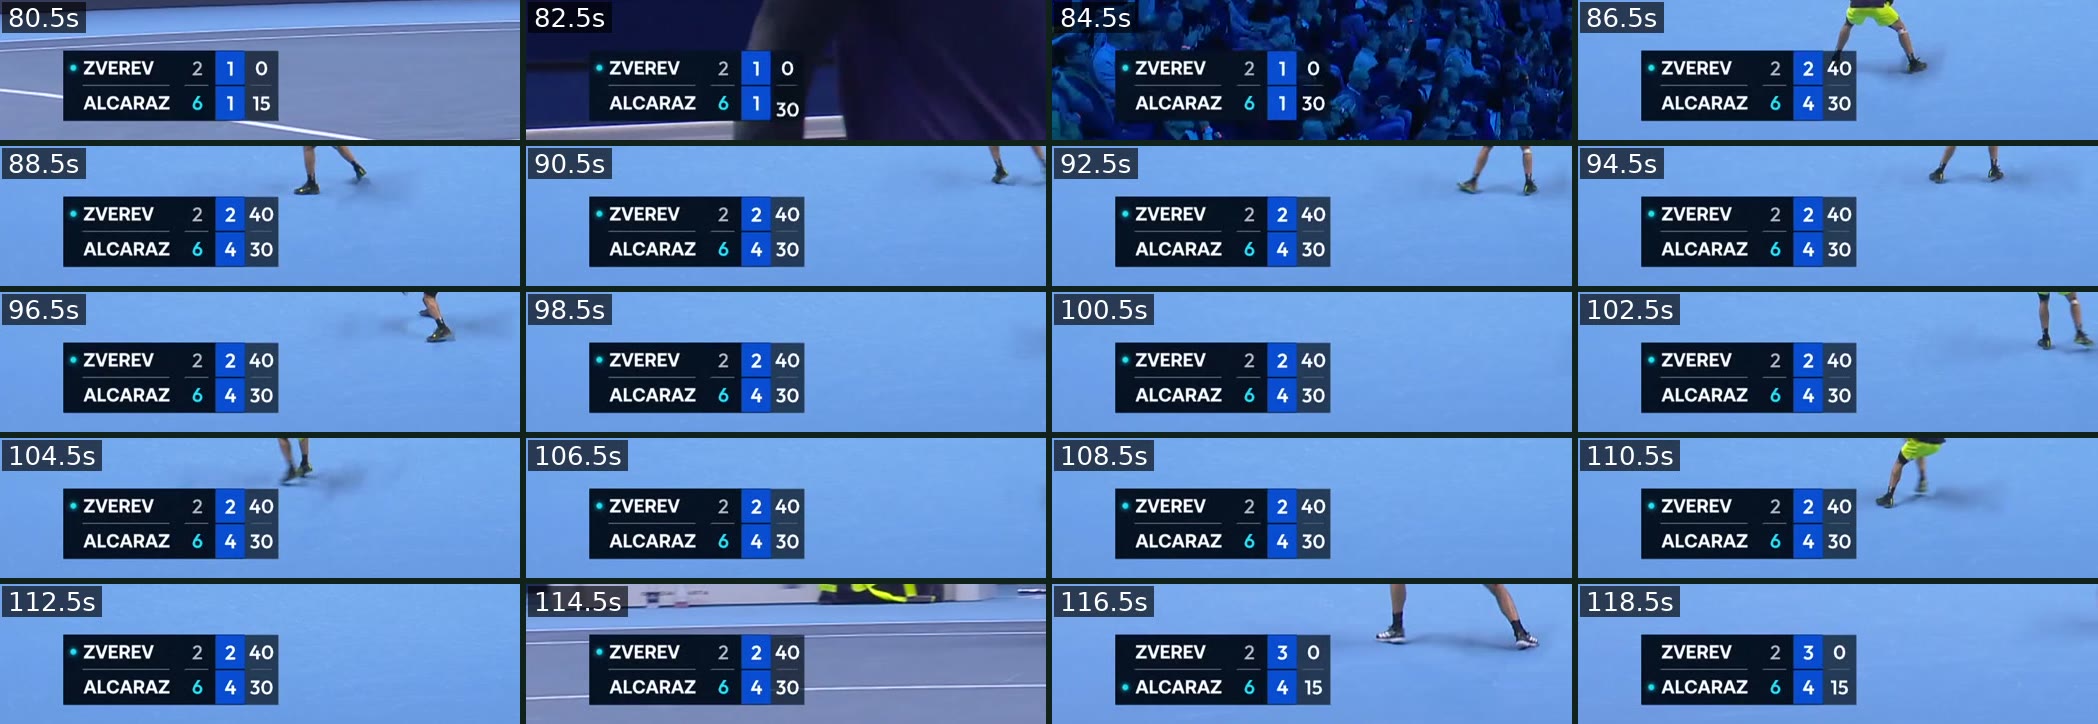 80.5s
ZVEREV 2 1 0
ALCARAZ 6 1 15
82.5s
ZVEREV 2 1 0
ALCARAZ 6 1 30
84.5s
ZVEREV 2 1 0
ALCARAZ 6 1 30
86.5s
ZVEREV 2 2 40
ALCARAZ 6 4 30
88.5s
ZVEREV 2 2 40
ALCARAZ 6 4 30
90.5s
ZVEREV 2 2 40
ALCARAZ 6 4 30
92.5s
ZVEREV 2 2 40
ALCARAZ 6 4 30
94.5s
ZVEREV 2 2 40
ALCARAZ 6 4 30
96.5s
ZVEREV 2 2 40
ALCARAZ 6 4 30
98.5s
ZVEREV 2 2 40
ALCARAZ 6 4 30
100.5s
ZVEREV 2 2 40
ALCARAZ 6 4 30
102.5s
ZVEREV 2 2 40
ALCARAZ 6 4 30
104.5s
ZVEREV 2 2 40
ALCARAZ 6 4 30
106.5s
ZVEREV 2 2 40
ALCARAZ 6 4 30
108.5s
ZVEREV 2 2 40
ALCARAZ 6 4 30
110.5s
ZVEREV 2 2 40
ALCARAZ 6 4 30
112.5s
ZVEREV 2 2 40
ALCARAZ 6 4 30
114.5s
ZVEREV 2 2 40
ALCARAZ 6 4 30
116.5s
ZVEREV 2 3 0
ALCARAZ 6 4 15
118.5s
ZVEREV 2 3 0
ALCARAZ 6 4 15